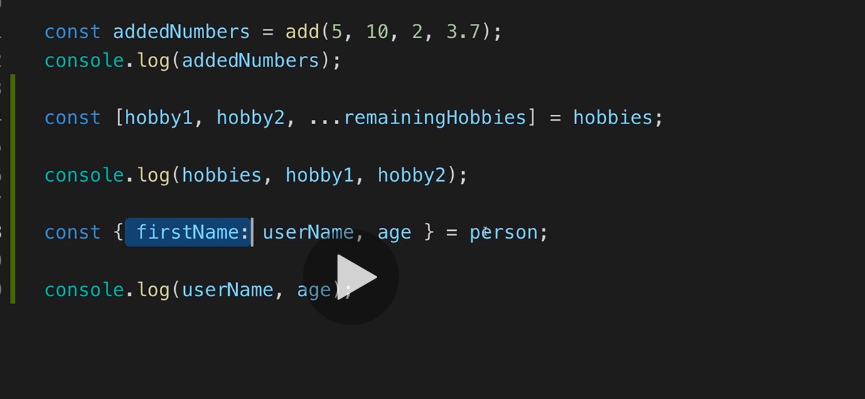 const addedNumbers = add(5, 10, 2, 3.7);
console.log(addedNumbers);
const [hobby1, hobby2, ...remainingHobbies] = hobbies;
console.log(hobbies, hobby1, hobby2);
const { firstName: userName, age } = person;
console.log(userName, age);